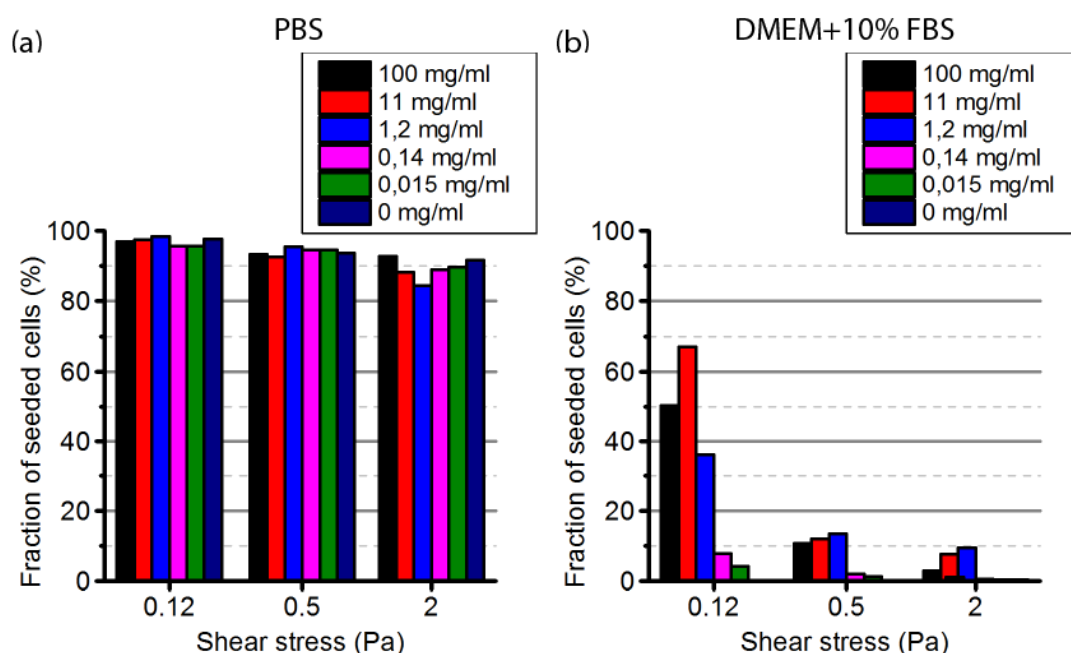 (a)
PBS
100 mg/ml
11 mg/ml
1,2 mg/ml
0,14 mg/ml
0,015 mg/ml
0 mg/ml
Fraction of seeded cells (%)
100
80
60
40
20
0
0.12
0.5
2
Shear stress (Pa)
(b)
DMEM+10% FBS
100 mg/ml
11 mg/ml
1,2 mg/ml
0,14 mg/ml
0,015 mg/ml
0 mg/ml
Fraction of seeded cells (%)
100
80
60
40
20
0
0.12
0.5
2
Shear stress (Pa)